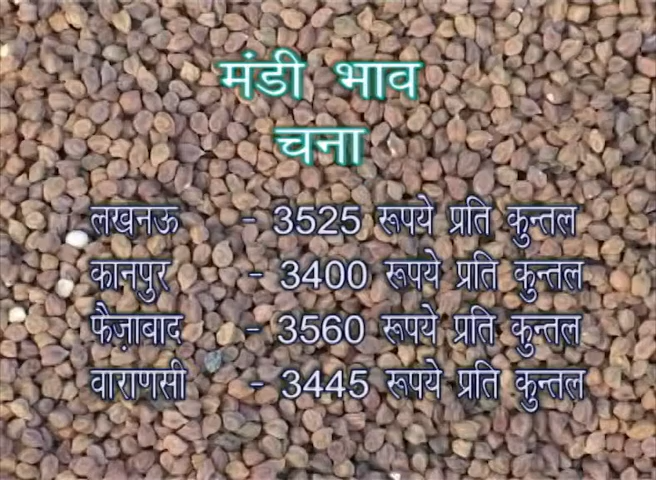 मंडी भाव
चना
लखनऊ - 3525 रूपये प्रति कुन्तल
कानपुर - 3400 रूपये प्रति कुन्तल
फैज़ाबाद - 3560 रूपये प्रति कुन्तल
वाराणसी - 3445 रूपये प्रति कुन्तल